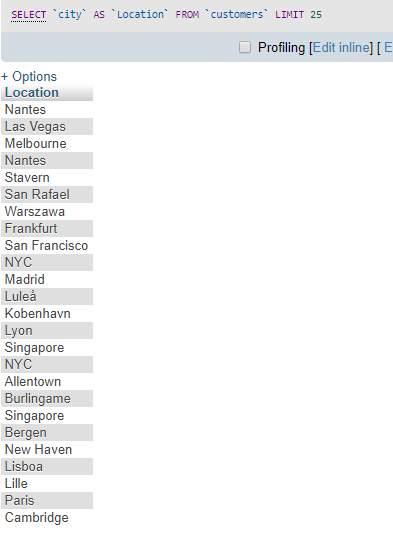 SELECT `city` AS `Location` FROM `customers` LIMIT 25
Profiling [Edit inline] [ E
+ Options
Location
Nantes
Las Vegas
Melbourne
Nantes
Stavern
San Rafael
Warszawa
Frankfurt
San Francisco
NYC
Madrid
Luleå
Kobenhavn
Lyon
Singapore
NYC
Allentown
Burlingame
Singapore
Bergen
New Haven
Lisboa
Lille
Paris
Cambridge